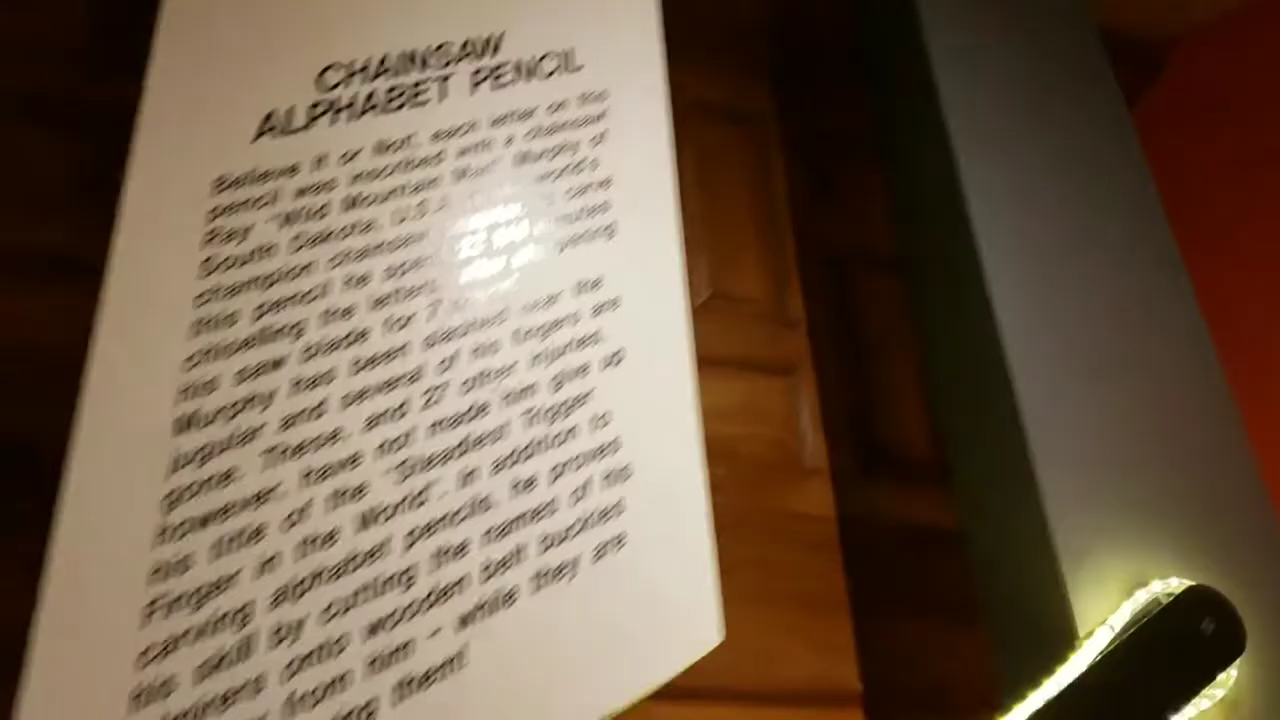 CHAINSAW
ALPHABET PENCIL
Believe It or Not, each letter on this
pencil was inscribed with a chainsaw
Ray "Wild Mountain Man" Murphy of
South Dakota, U.S.A. world's
champion chainsaw carve
this pencil he 22
chiselling the letters,
his saw blade for 7
Murphy has been slashed near the
jugular and several of his fingers are
gone. These, and 27 other injuries,
however, have not made him give up
his title of the "Steadiest Trigger
Finger in the World". In addition to
carving alphabet pencils, he proves
his skill by cutting the names of his
admirers onto wooden belt buckles
from him - while they are
them!